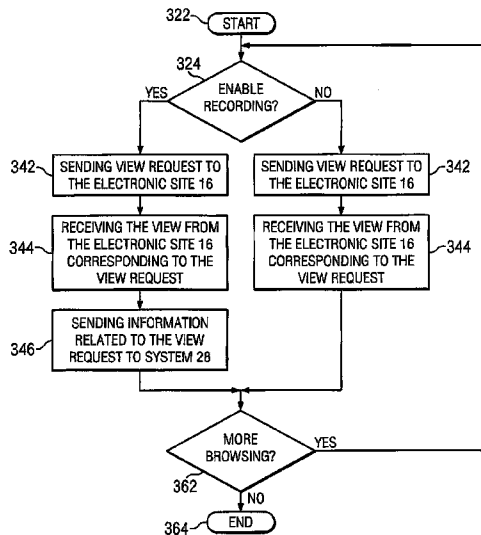 322
START
324
ENABLE
RECORDING?
YES
NO
342
SENDING VIEW REQUEST TO
THE ELECTRONIC SITE 16
SENDING VIEW REQUEST TO
THE ELECTRONIC SITE 16
342
344
RECEIVING THE VIEW FROM
THE ELECTRONIC SITE 16
CORRESPONDING TO THE
VIEW REQUEST
RECEIVING THE VIEW FROM
THE ELECTRONIC SITE 16
CORRESPONDING TO THE
VIEW REQUEST
344
346
SENDING INFORMATION
RELATED TO THE VIEW
REQUEST TO SYSTEM 28
MORE
BROWSING?
YES
362
NO
364
END